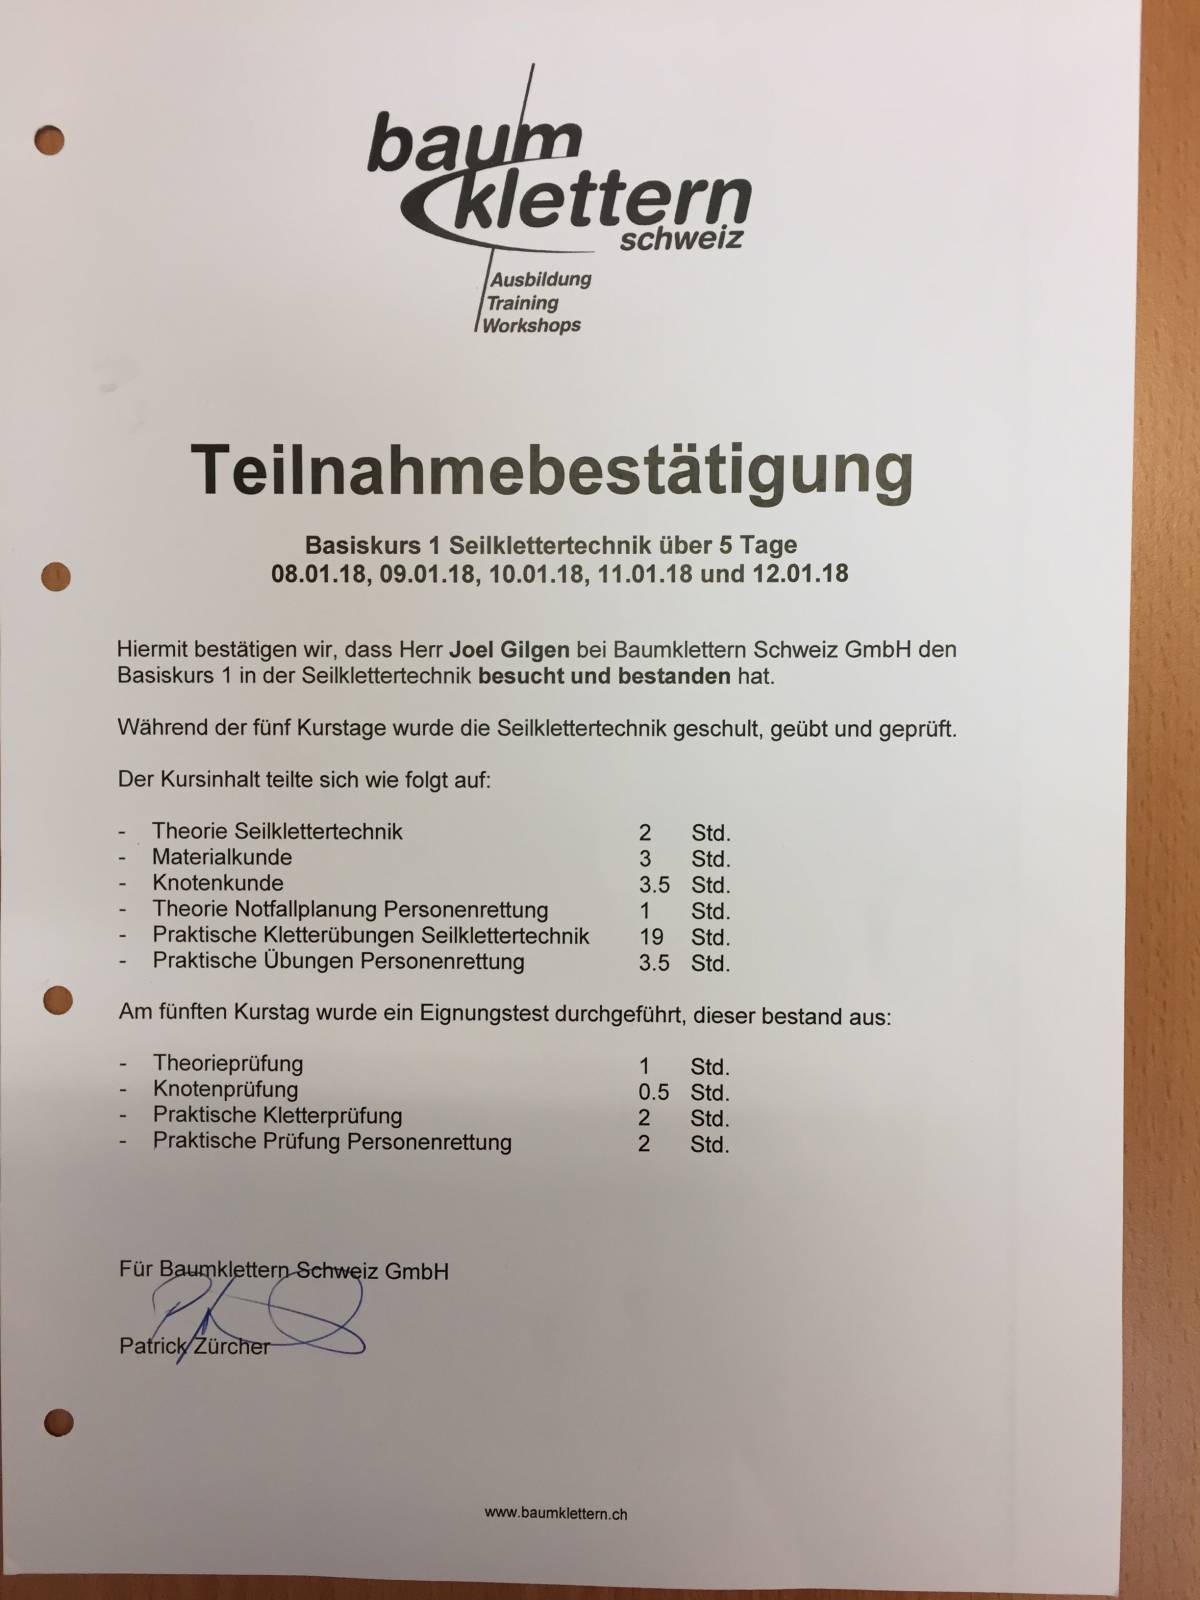 baum
klettern
schweiz
Ausbildung
Training
Workshops
Teilnahmebestätigung
Basiskurs 1 Seilklettertechnik über 5 Tage
08.01.18, 09.01.18, 10.01.18, 11.01.18 und 12.01.18
Hiermit bestätigen wir, dass Herr Joel Gilgen bei Baumklettern Schweiz GmbH den
Basiskurs 1 in der Seilklettertechnik besucht und bestanden hat.
Während der fünf Kurstage wurde die Seilklettertechnik geschult, geübt und geprüft.
Der Kursinhalt teilte sich wie folgt auf:
- Theorie Seilklettertechnik 2 Std.
- Materialkunde 3 Std.
- Knotenkunde 3.5 Std.
- Theorie Notfallplanung Personenrettung 1 Std.
- Praktische Kletterübungen Seilklettertechnik 19 Std.
- Praktische Übungen Personenrettung 3.5 Std.
Am fünften Kurstag wurde ein Eignungstest durchgeführt, dieser bestand aus:
- Theorieprüfung 1 Std.
- Knotenprüfung 0.5 Std.
- Praktische Kletterprüfung 2 Std.
- Praktische Prüfung Personenrettung 2 Std.
Für Baumklettern Schweiz GmbH
Patrick Zürcher
www.baumklettern.ch